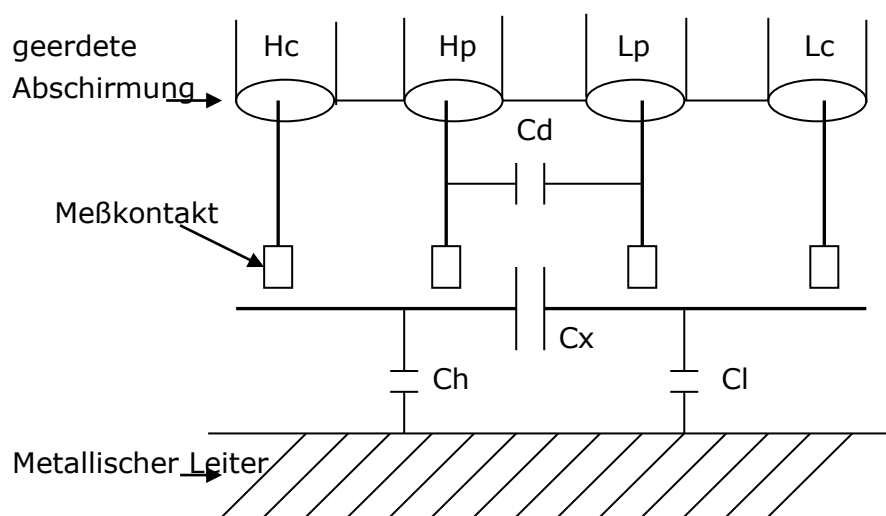 geerdete
Abschirmung
Hc
Hp
Lp
Lc
Cd
Meßkontakt
Cx
Ch
Cl
Metallischer Leiter